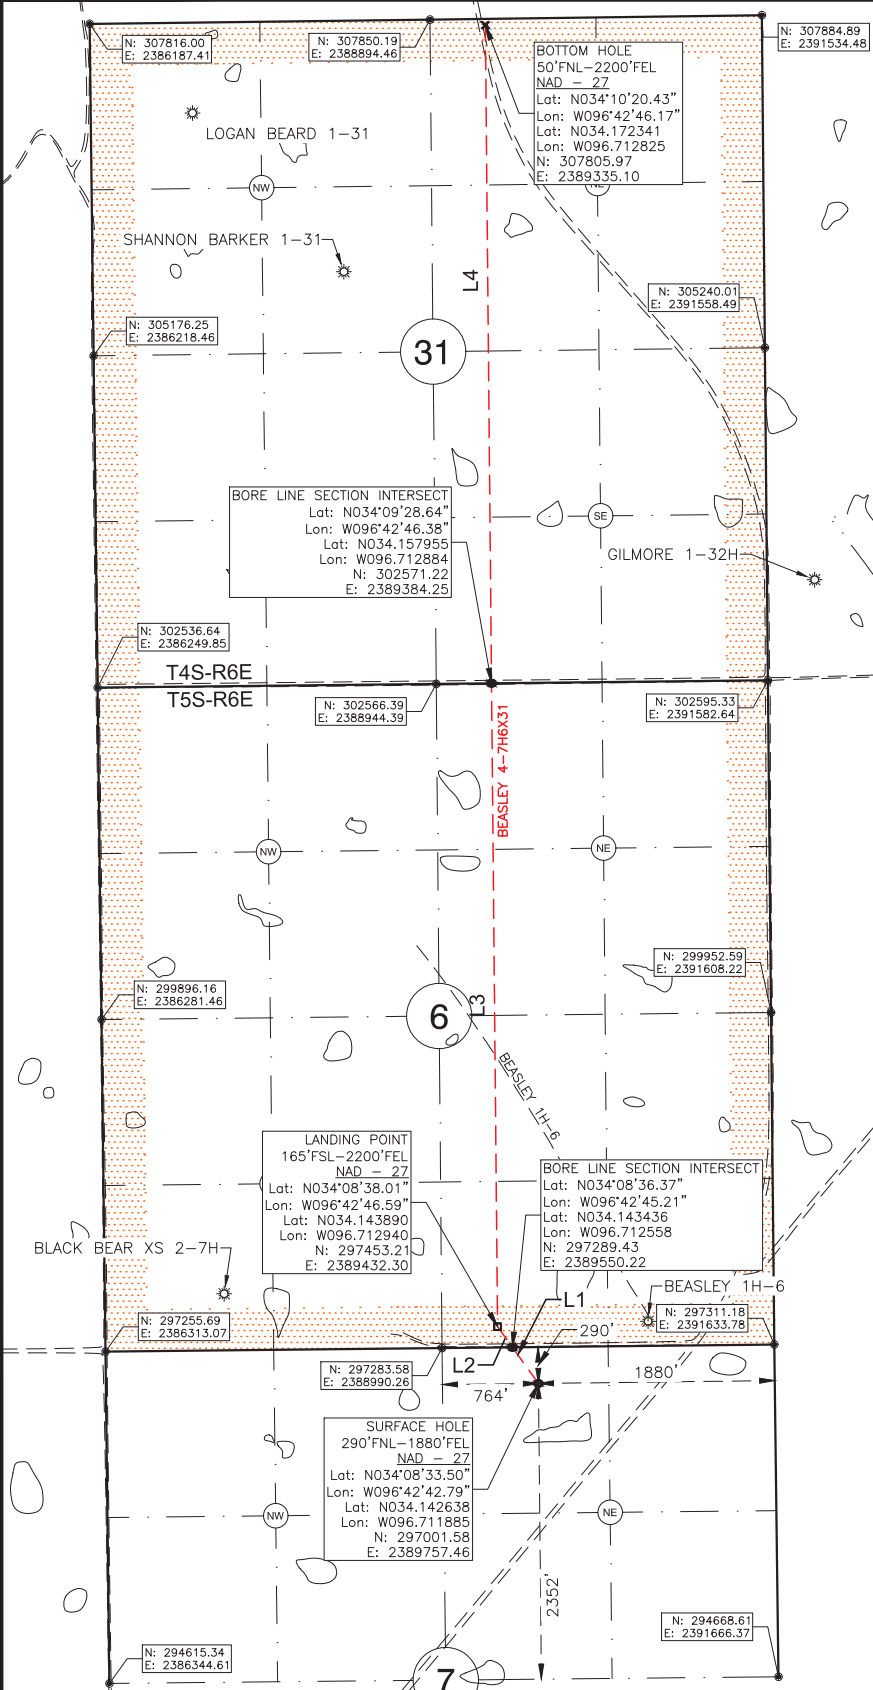 N: 307816.00
E: 2386187.41
N: 307850.19
E: 2388894.46
N: 307884.89
E: 2391534.48
BOTTOM HOLE
50'FNL-2200'FEL
NAD - 27
Lat: N034°10'20.43"
Lon: W096°42'46.17"
Lat: N034.172341
Lon: W096.712825
N: 307805.97
E: 2389335.10
LOGAN BEARD 1-31
NW
SHANNON BARKER 1-31
L4
N: 305240.01
E: 2391558.49
N: 305176.25
E: 2386218.46
31
BORE LINE SECTION INTERSECT
Lat: N034°09'28.64"
Lon: W096°42'46.38"
Lat: N034.157955
Lon: W096.712884
N: 302571.22
E: 2389384.25
SE
GILMORE 1-32H
N: 302536.64
E: 2386249.85
T4S-R6E
T5S-R6E
N: 302566.39
E: 2388944.39
N: 302595.33
E: 2391582.64
BEASLEY 4-7H6X31
NW
NE
N: 299952.59
E: 2391608.22
N: 299896.16
E: 2386281.46
6
L3
BEASLEY 1H-6
LANDING POINT
165'FSL-2200'FEL
NAD - 27
Lat: N034°08'38.01"
Lon: W096°42'46.59"
Lat: N034.143890
Lon: W096.712940
N: 297453.21
E: 2389432.30
BORE LINE SECTION INTERSECT
Lat: N034°08'36.37"
Lon: W096°42'45.21"
Lat: N034.143436
Lon: W096.712558
N: 297289.43
E: 2389550.22
BLACK BEAR XS 2-7H
BEASLEY 1H-6
L1
N: 297255.69
E: 2386313.07
N: 297311.18
E: 2391633.78
290'
L2
N: 297283.58
E: 2388990.26
764'
1880'
SURFACE HOLE
290'FNL-1880'FEL
NAD - 27
Lat: N034°08'33.50"
Lon: W096°42'42.79"
Lat: N034.142638
Lon: W096.711885
N: 297001.58
E: 2389757.46
NW
NE
2352'
N: 294668.61
E: 2391666.37
N: 294615.34
E: 2386344.61
7